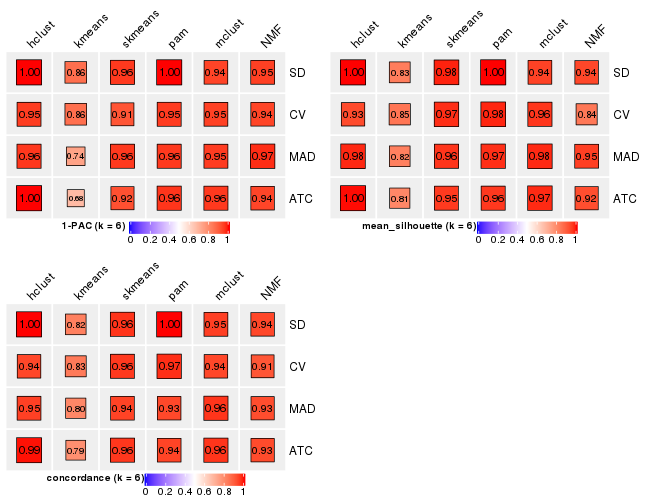 hclust kmeans skmeans pam mclust NMF
1.00 0.86 0.96 1.00 0.94 0.95 SD
0.95 0.86 0.91 0.95 0.95 0.94 CV
0.96 0.74 0.96 0.96 0.95 0.97 MAD
1.00 0.68 0.92 0.96 0.96 0.94 ATC
1-PAC (k = 6)
0 0.2 0.4 0.6 0.8 1
hclust kmeans skmeans pam mclust NMF
1.00 0.83 0.98 1.00 0.94 0.94 SD
0.93 0.85 0.97 0.98 0.96 0.84 CV
0.98 0.82 0.96 0.97 0.98 0.95 MAD
1.00 0.81 0.95 0.96 0.97 0.92 ATC
mean_silhouette (k = 6)
0 0.2 0.4 0.6 0.8 1
hclust kmeans skmeans pam mclust NMF
1.00 0.82 0.96 1.00 0.95 0.94 SD
0.94 0.83 0.96 0.97 0.94 0.91 CV
0.95 0.80 0.94 0.93 0.96 0.93 MAD
0.99 0.79 0.96 0.94 0.96 0.93 ATC
concordance (k = 6)
0 0.2 0.4 0.6 0.8 1